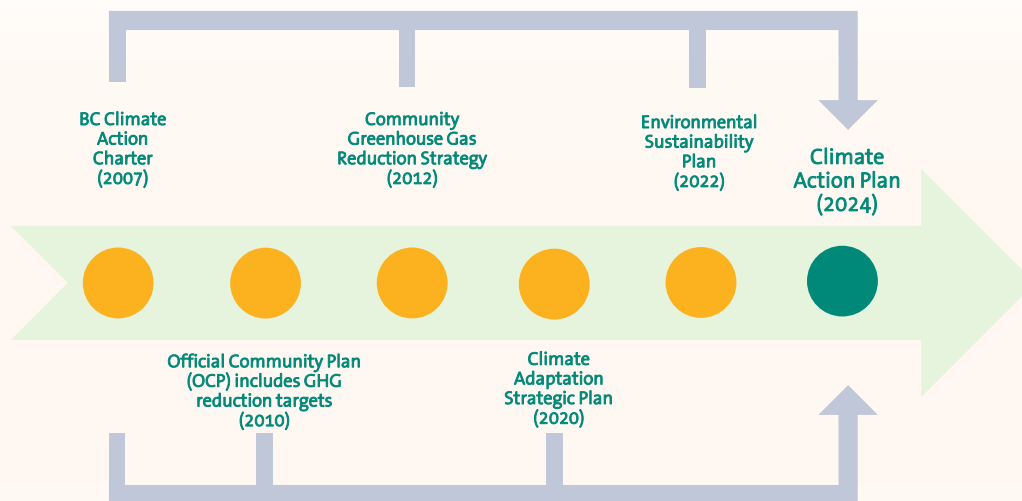 BC Climate
Action
Charter
(2007)
Community
Greenhouse Gas
Reduction Strategy
(2012)
Environmental
Sustainability
Plan
(2022)
Climate
Action Plan
(2024)
Official Community Plan
(OCP) includes GHG
reduction targets
(2010)
Climate
Adaptation
Strategic Plan
(2020)